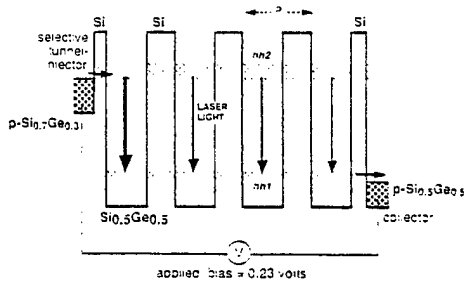 P
Si Si Si
selective
tunnel-
injector
hh2
LASER
LIGHT
p-Si0.7Ge0.31
hh1
p-Si0.5Ge0.5
Si0.5Ge0.5
collector
V
applied bias = 0.23 volts